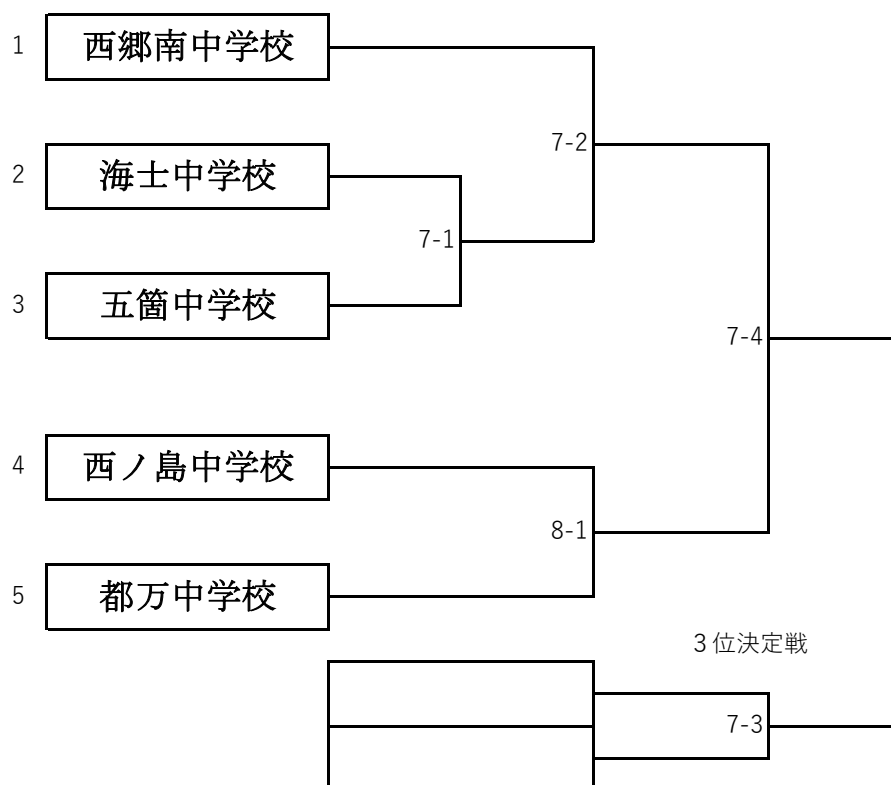 1 西郷南中学校
7-2
2 海士中学校
7-1
3 五箇中学校
7-4
4 西ノ島中学校
8-1
5 都万中学校
3位決定戦
7-3